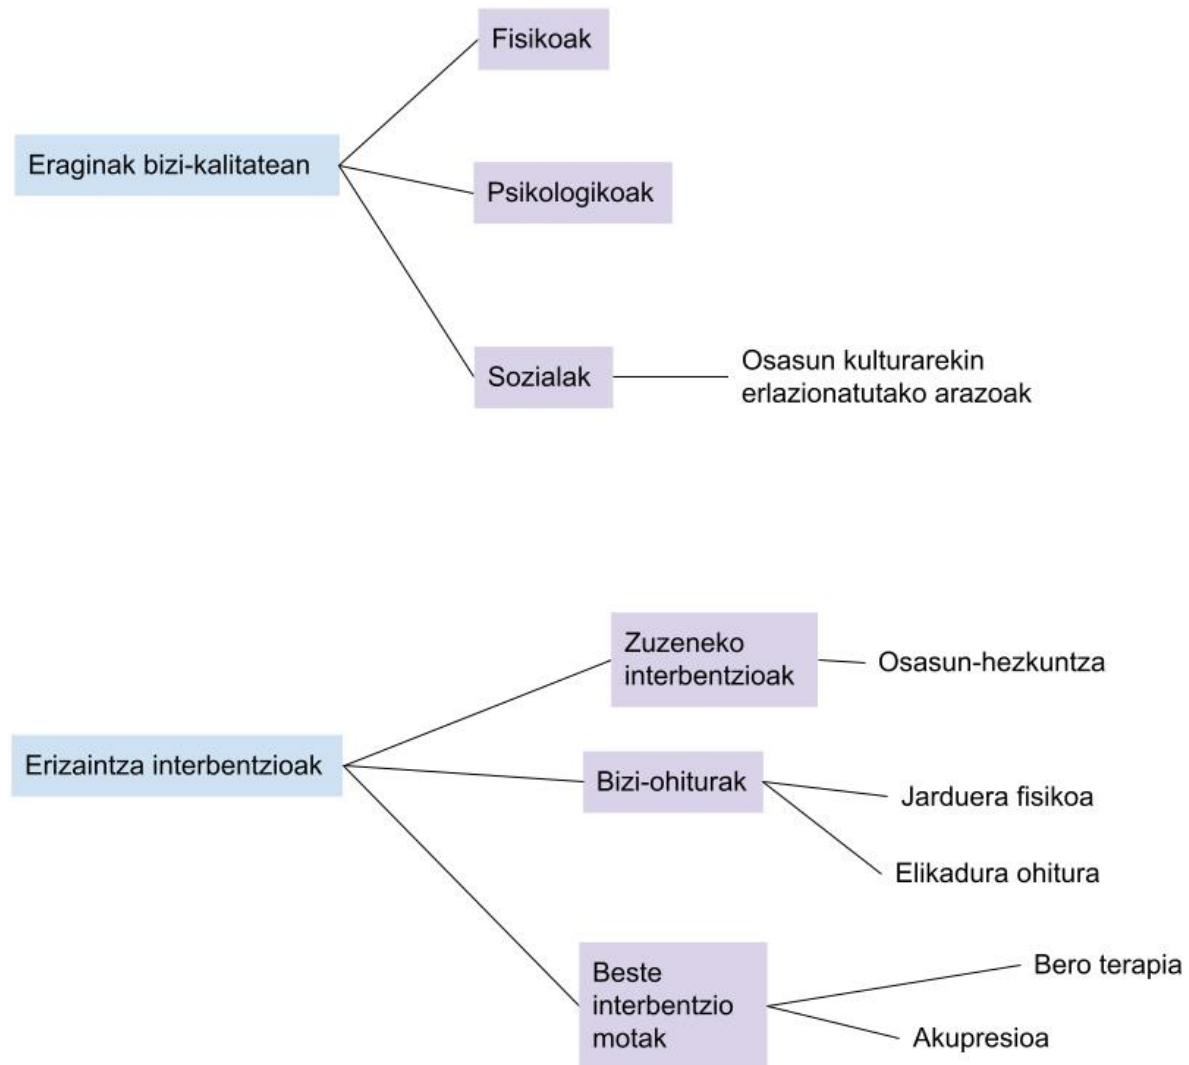 Fisikoak
Eraginak bizi-kalitatean
Psikologikoak
Sozialak
Osasun kulturarekin
erlazionatutako arazoak
Zuzeneko
interbentzioak
Osasun-hezkuntza
Erizaintza interbentzioak
Bizi-ohiturak
Jarduera fisikoa
Elikadura ohitura
Beste
interbentzio
motak
Bero terapia
Akupresioa